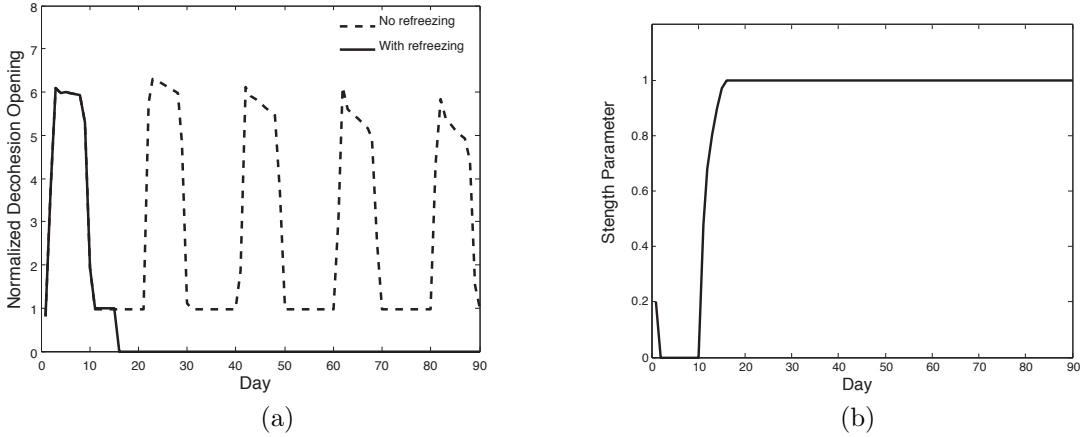 8
7
6
5
4
3
2
1
0
Normalized Decohesion Opening
No refreezing
With refreezing
0 10 20 30 40 50 60 70 80 90
Day
(a)
1
0.8
0.6
0.4
0.2
0
Stength Parameter
0 10 20 30 40 50 60 70 80 90
Day
(b)